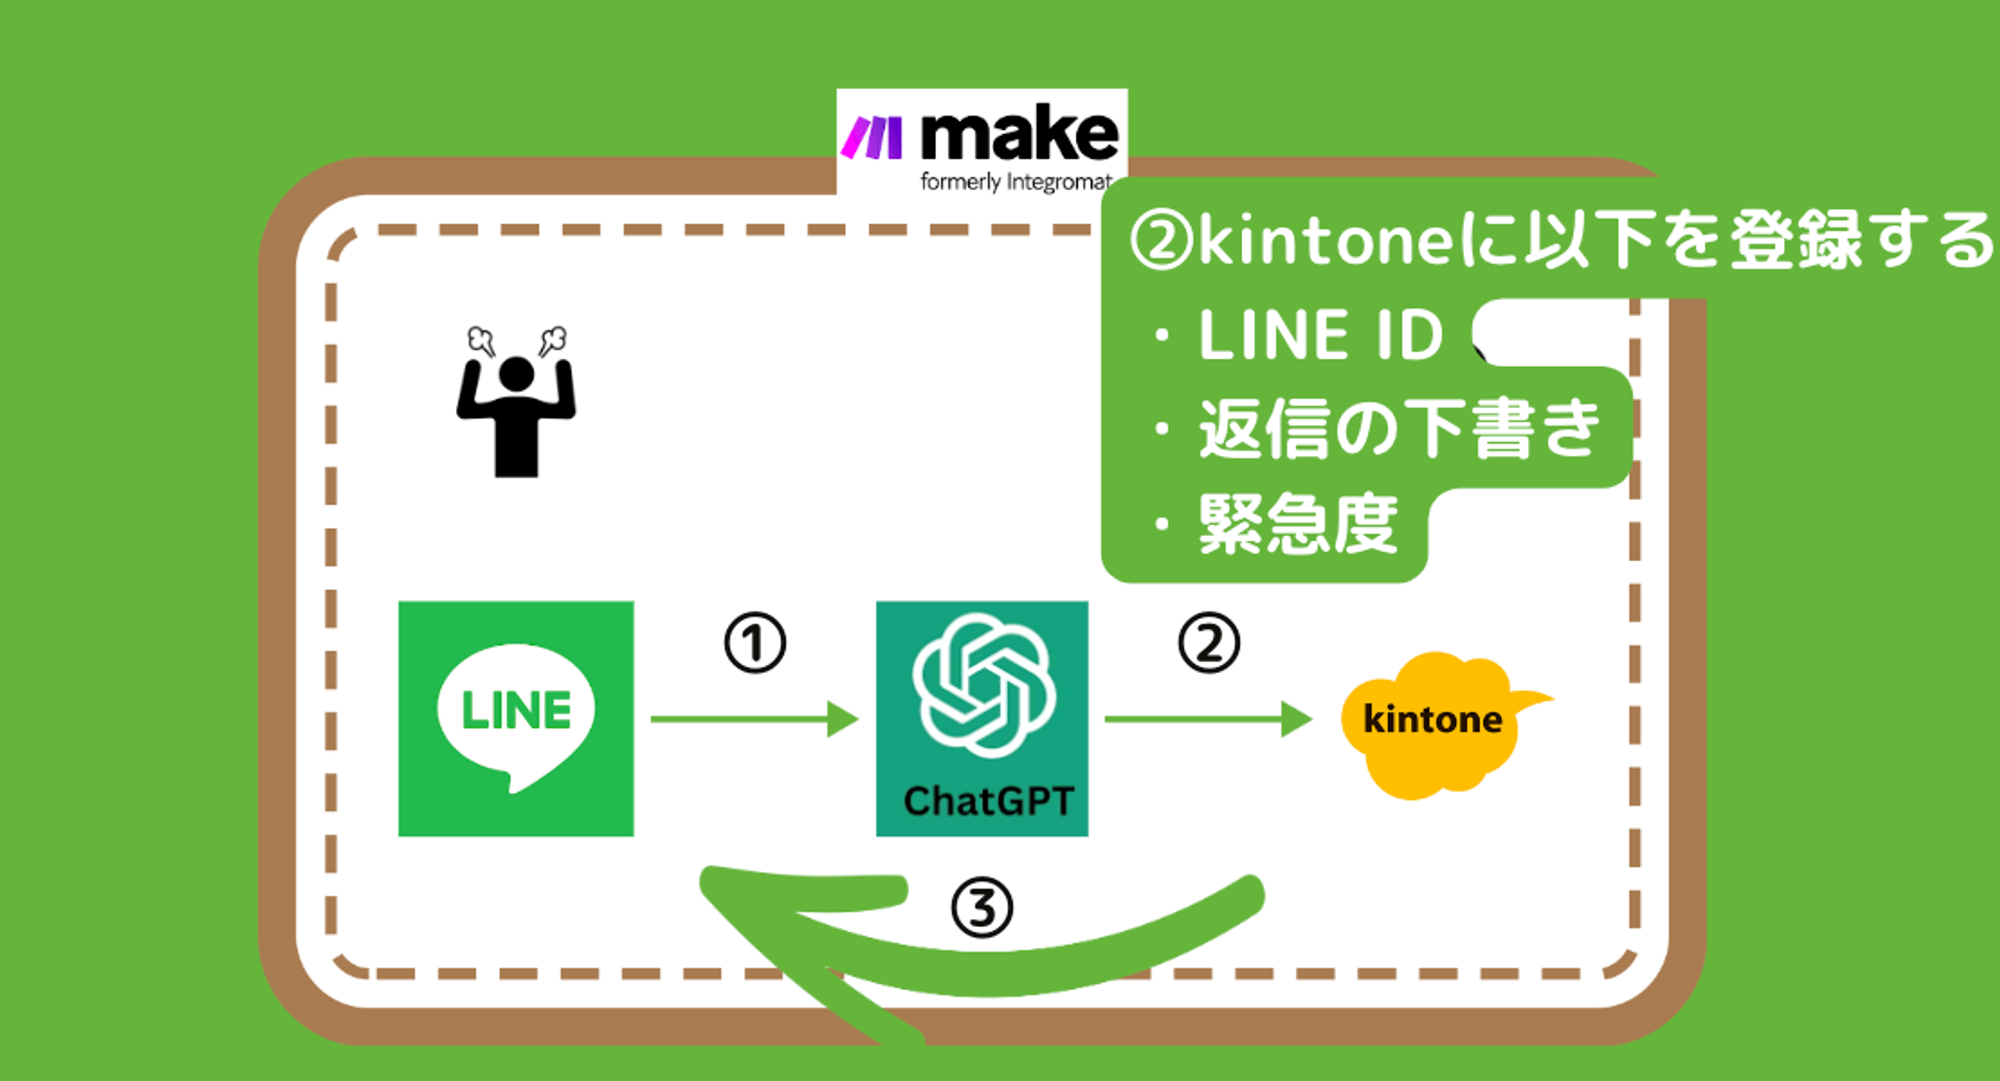 make
formerly Integromat
②kintoneに以下を登録する
・LINE ID
・返信の下書き
・緊急度
①
②
LINE
ChatGPT
kintone
③